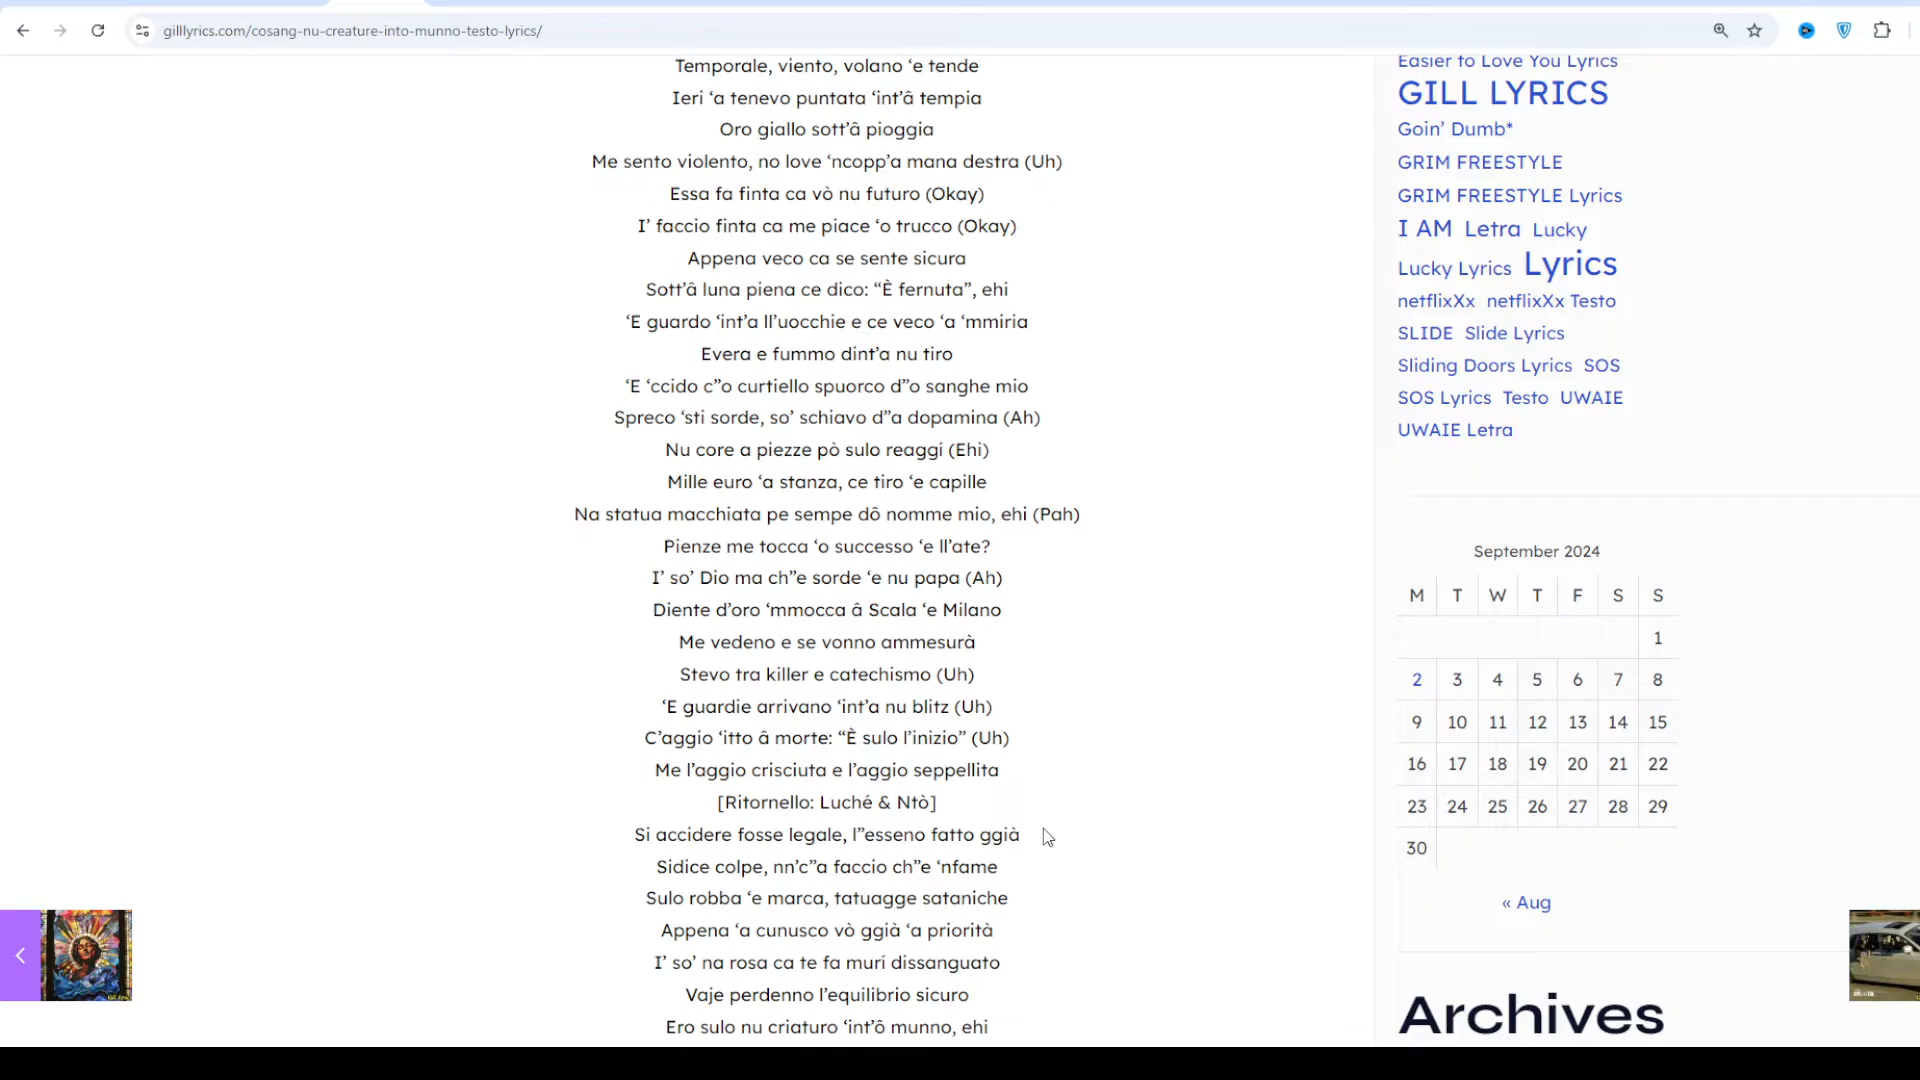 gilllyrics.com/cosang-nu-creature-into-munno-testo-lyrics/
Temporale, viento, volano ‘e tende
Ieri ‘a tenevo puntata ‘int’â tempia
Oro giallo sott’â pioggia
Me sento violento, no love ‘ncopp’a mana destra (Uh)
Essa fa finta ca vò nu futuro (Okay)
I’ faccio finta ca me piace ‘o trucco (Okay)
Appena veco ca se sente sicura
Sott’â luna piena ce dico: “È fernuta”, ehi
‘E guardo ‘int’a ll’uocchie e ce veco ‘a ‘mmiria
Evera e fummo dint’a nu tiro
‘E ‘ccido c’’o curtiello spuorco d’’o sanghe mio
Spreco ‘sti sorde, so’ schiavo d’’a dopamina (Ah)
Nu core a piezze pò sulo reaggí (Ehi)
Mille euro ‘a stanza, ce tiro ‘e capille
Na statua macchiata pe sempe dô nomme mio, ehi (Pah)
Pienze me tocca ‘o successo ‘e ll’ate?
I’ so’ Dio ma ch’’e sorde ‘e nu papa (Ah)
Diente d’oro ‘mmocca â Scala ‘e Milano
Me vedeno e se vonno ammesurà
Stevo tra killer e catechismo (Uh)
‘E guardie arrivano ‘int’a nu blitz (Uh)
C’aggio ‘itto â morte: “È sulo l’inizio” (Uh)
Me l’aggio crisciuta e l’aggio seppellita
[Ritornello: Luché & Ntò]
Si accidere fosse legale, l’’esseno fatto ggià
Sidice colpe, nn’c’’a faccio ch’’e ‘nfame
Sulo robba ‘e marca, tatuagge sataniche
Appena ‘a cunusco vò ggià ‘a priorità
I’ so’ na rosa ca te fa murí dissanguato
Vaje perdenno l’equilibrio sicuro
Ero sulo nu criaturo ‘int’ô munno, ehi
Easier to Love You Lyrics
GILL LYRICS
Goin’ Dumb*
GRIM FREESTYLE
GRIM FREESTYLE Lyrics
I AM Letra Lucky
Lucky Lyrics Lyrics
netflixXx netflixXx Testo
SLIDE Slide Lyrics
Sliding Doors Lyrics SOS
SOS Lyrics Testo UWAIE
UWAIE Letra
September 2024
M T W T F S S
1
2 3 4 5 6 7 8
9 10 11 12 13 14 15
16 17 18 19 20 21 22
23 24 25 26 27 28 29
30
« Aug
Archives